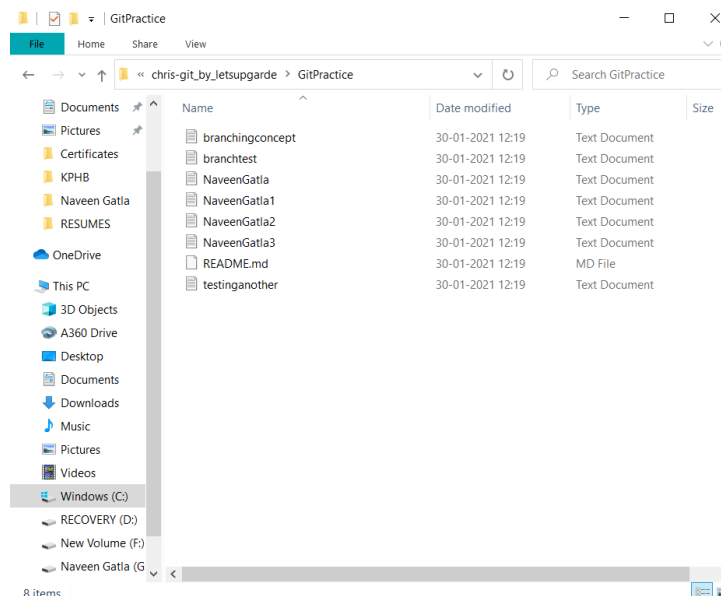 GitPractice
File Home Share View
« chris-git_by_letsupgarde > GitPractice Search GitPractice
Name Date modified Type Size
Documents
Pictures
Certificates
KPHB
Naveen Gatla
RESUMES
OneDrive
This PC
3D Objects
A360 Drive
Desktop
Documents
Downloads
Music
Pictures
Videos
Windows (C:)
RECOVERY (D:)
New Volume (F:)
Naveen Gatla (G
branchingconcept 30-01-2021 12:19 Text Document
branchtest 30-01-2021 12:19 Text Document
NaveenGatla 30-01-2021 12:19 Text Document
NaveenGatla1 30-01-2021 12:19 Text Document
NaveenGatla2 30-01-2021 12:19 Text Document
NaveenGatla3 30-01-2021 12:19 Text Document
README.md 30-01-2021 12:19 MD File
testinganother 30-01-2021 12:19 Text Document
8 items